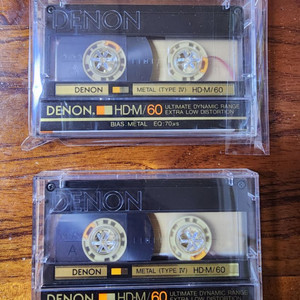 DENON
DENON METAL (TYPE IV) HD·M/60
DENON HD·M/60 ULTIMATE DYNAMIC RANGE
EXTRA LOW DISTORTION
BIAS METAL EQ:70µs
DENON
DENON METAL (TYPE IV) HD·M/60
DENON HD·M/60 ULTIMATE DYNAMIC RANGE
EXTRA LOW DISTORTION